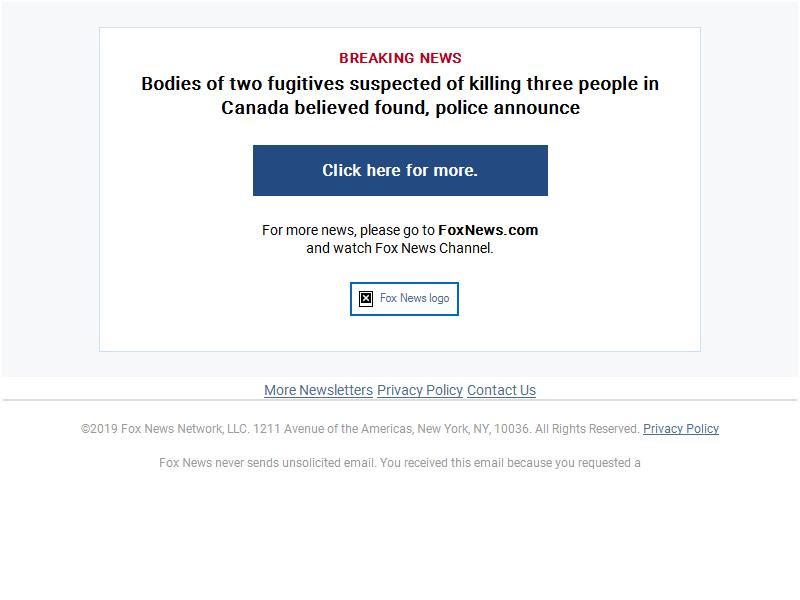 BREAKING NEWS
Bodies of two fugitives suspected of killing three people in
Canada believed found, police announce
Click here for more.
For more news, please go to FoxNews.com
and watch Fox News Channel.
Fox News logo
More Newsletters Privacy Policy Contact Us
©2019 Fox News Network, LLC. 1211 Avenue of the Americas, New York, NY, 10036. All Rights Reserved. Privacy Policy
Fox News never sends unsolicited email. You received this email because you requested a